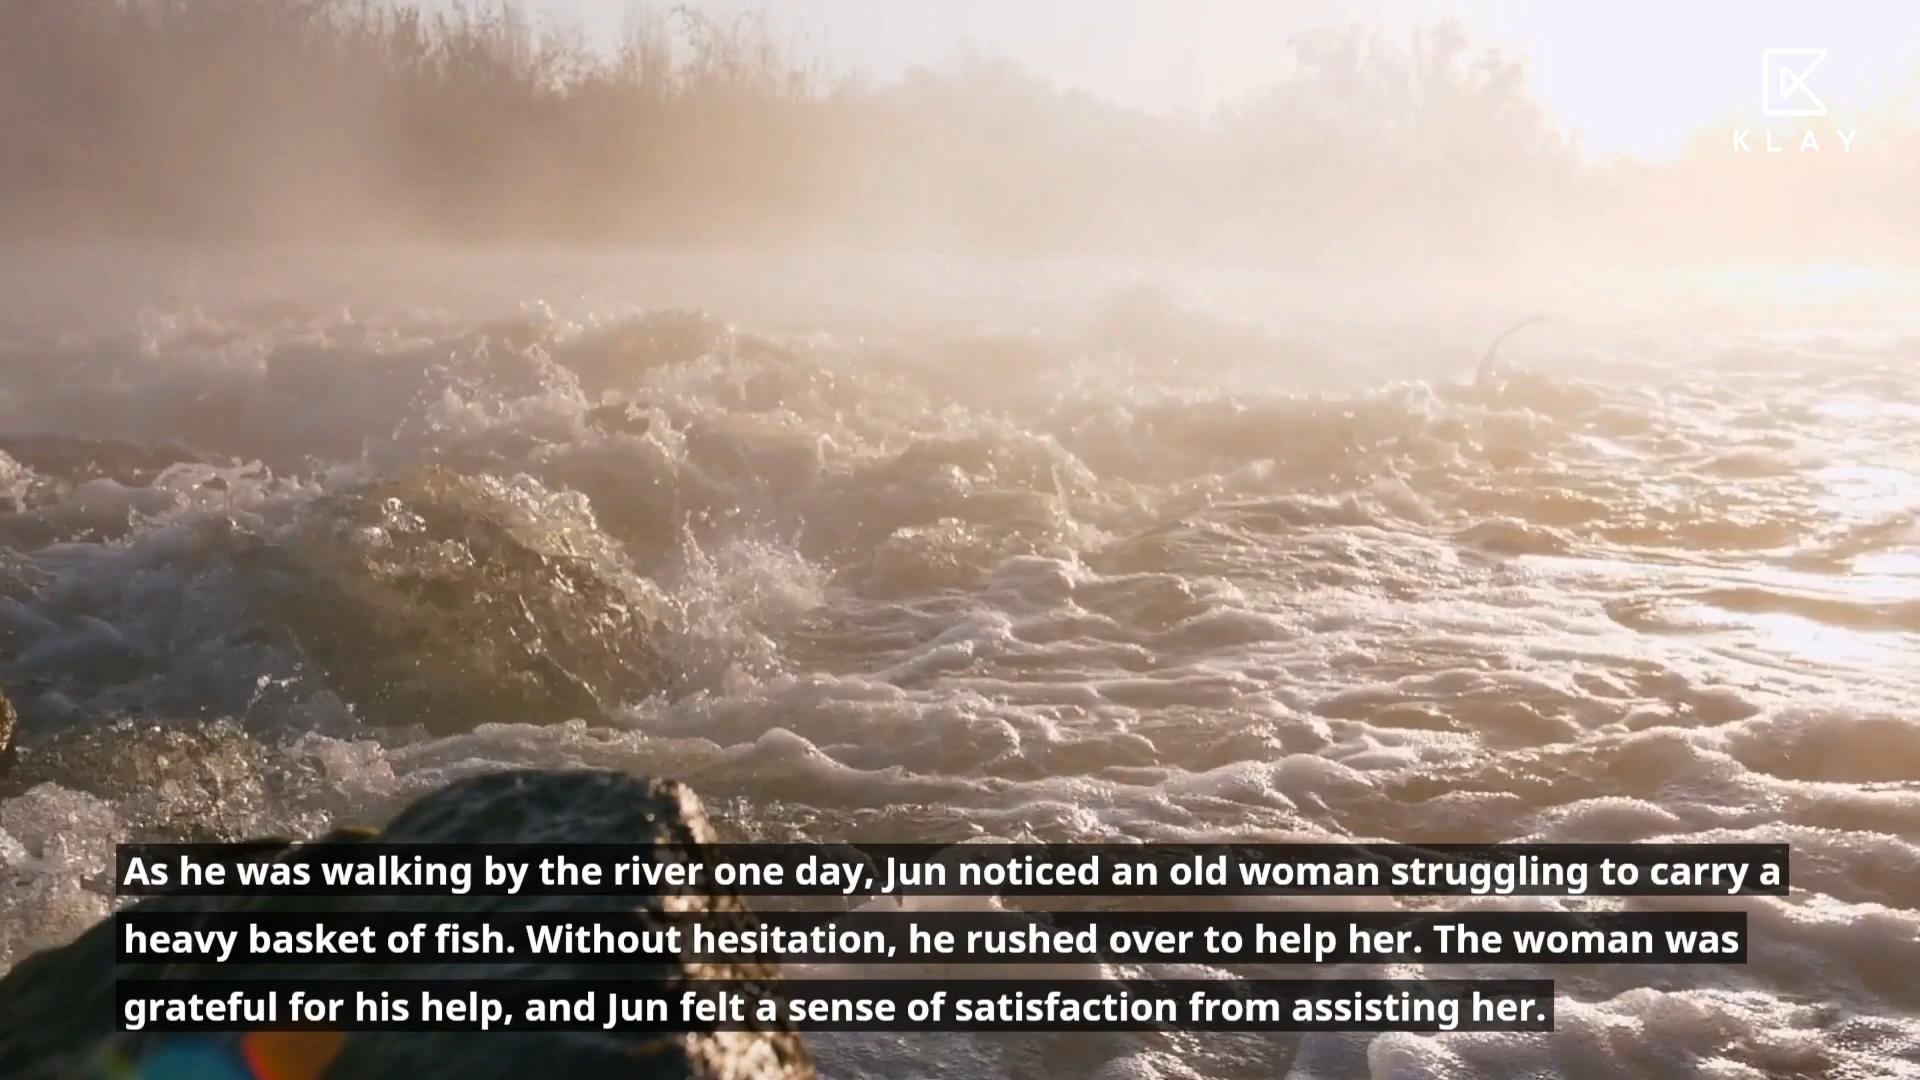 KLAY
As he was walking by the river one day, Jun noticed an old woman struggling to carry a
heavy basket of fish. Without hesitation, he rushed over to help her. The woman was
grateful for his help, and Jun felt a sense of satisfaction from assisting her.